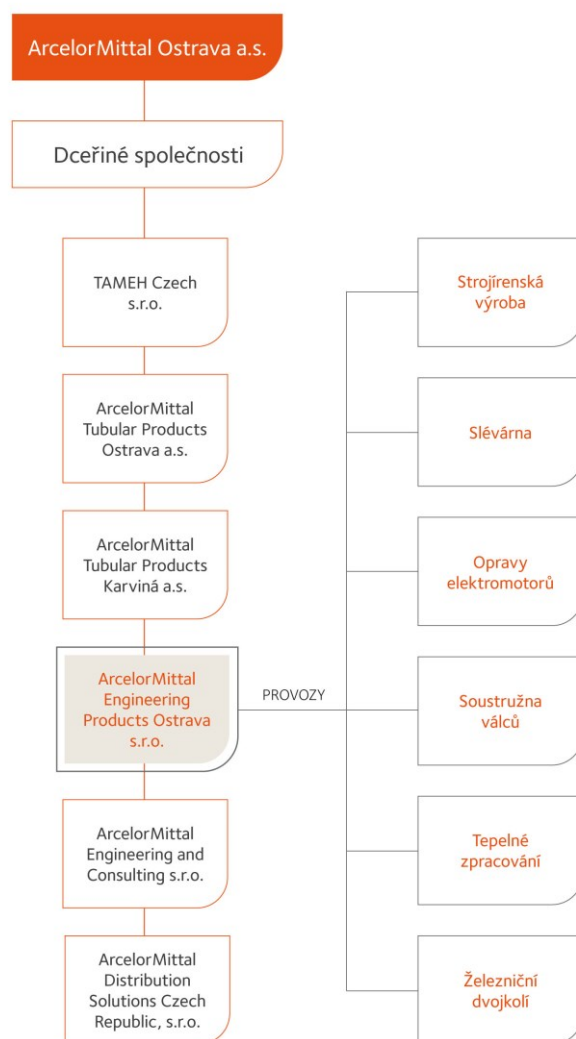 ArcelorMittal Ostrava a.s.
Dceřiné společnosti
TAMEH Czech
s.r.o.
ArcelorMittal
Tubular Products
Ostrava a.s.
ArcelorMittal
Tubular Products
Karviná a.s.
ArcelorMittal
Engineering
Products Ostrava
s.r.o.
ArcelorMittal
Engineering and
Consulting s.r.o.
ArcelorMittal
Distribution
Solutions Czech
Republic, s.r.o.
PROVOZY
Strojírenská
výroba
Slévárna
Opravy
elektromotorů
Soustružna
válců
Tepelné
zpracování
Železniční
dvojkolí